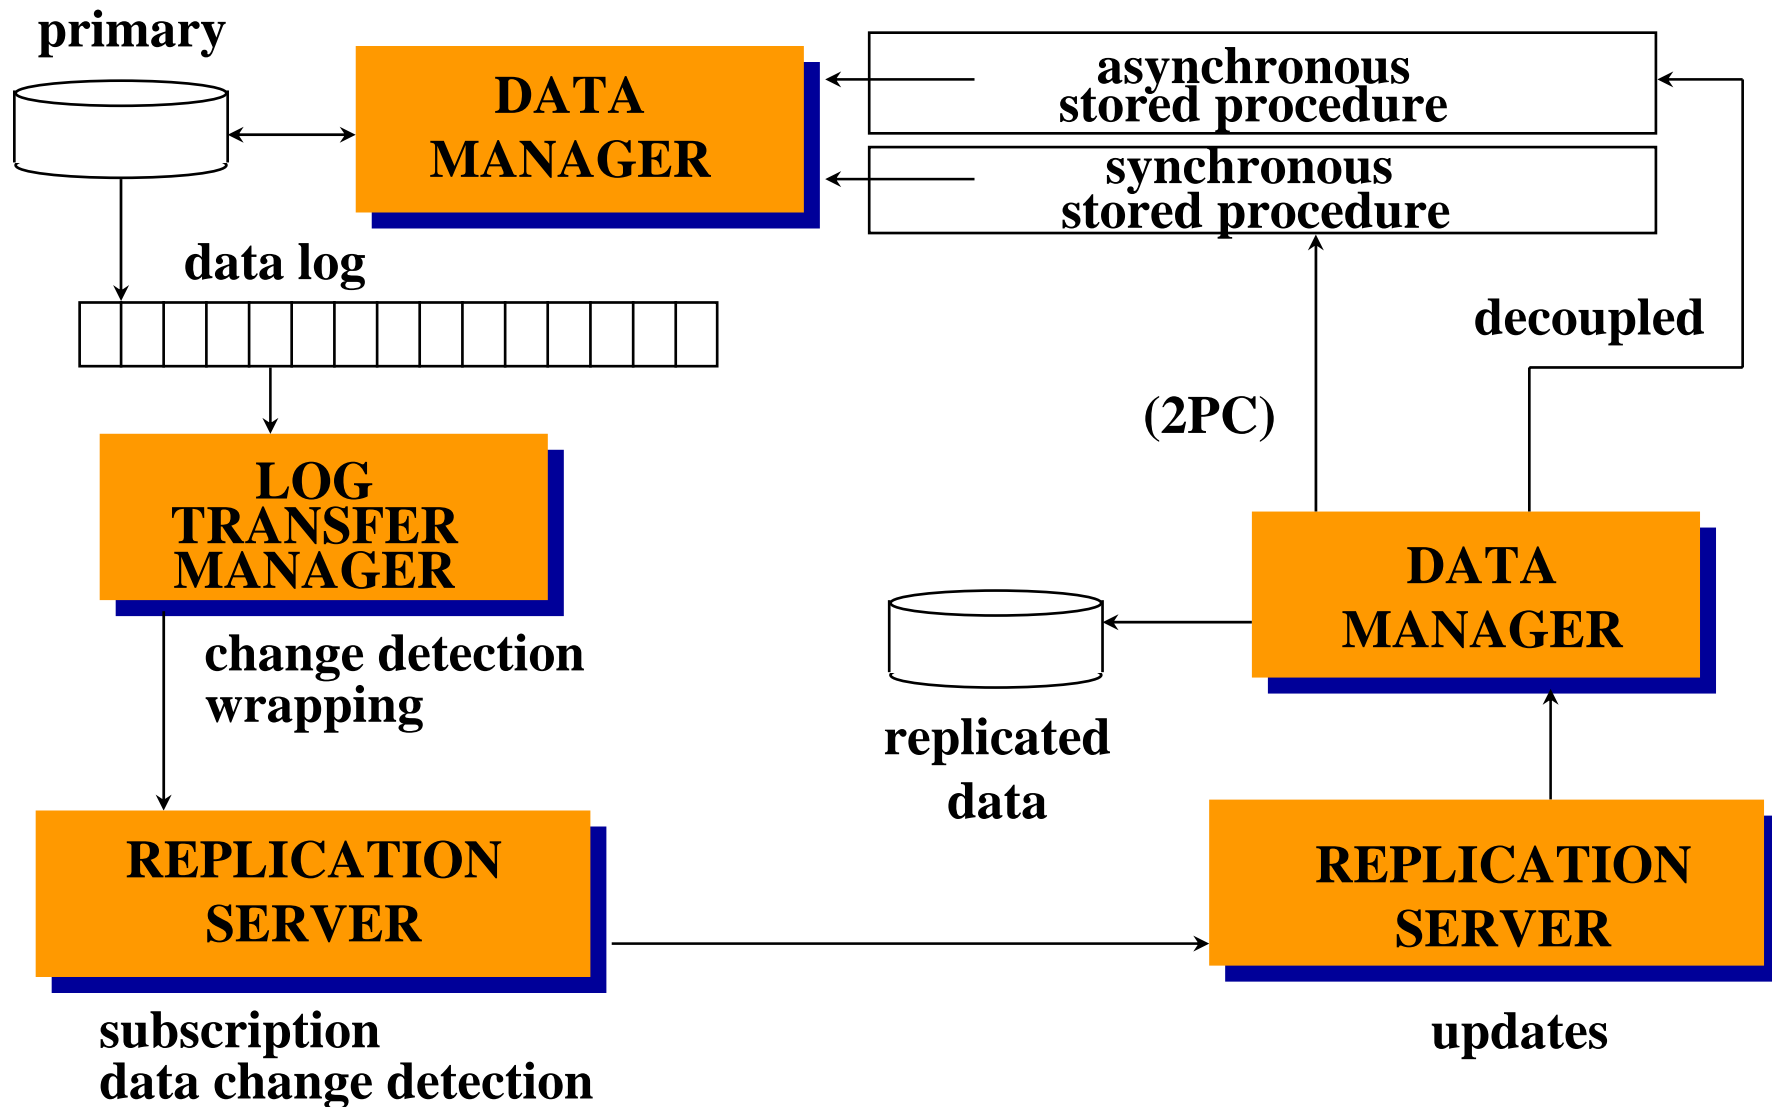 primary
DATA
MANAGER
asynchronous
stored procedure
synchronous
stored procedure
data log
decoupled
(2PC)
LOG
TRANSFER
MANAGER
DATA
MANAGER
change detection
wrapping
replicated
data
REPLICATION
SERVER
REPLICATION
SERVER
subscription
data change detection
updates